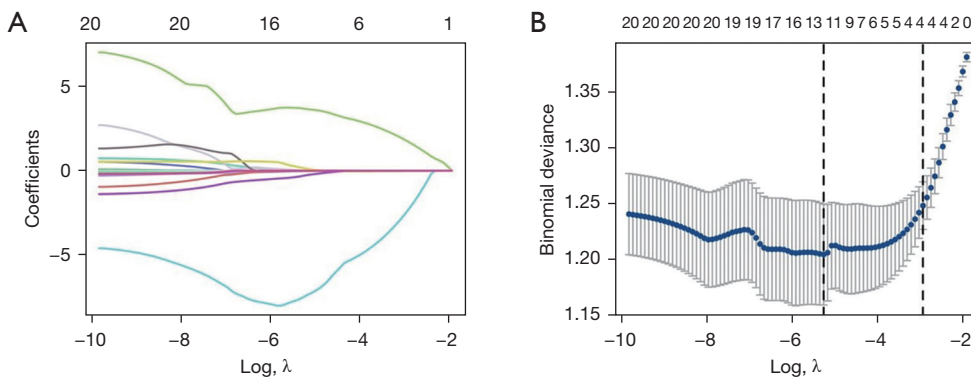 A
20 20 16 6 1
Coefficients
5
0
−5
−10 −8 −6 −4 −2
Log, λ
B
20 20 20 20 20 19 19 17 16 13 11 9 7 6 5 5 4 4 4 4 2 0
Binomial deviance
1.35
1.30
1.25
1.20
1.15
−10 −8 −6 −4 −2
Log, λ